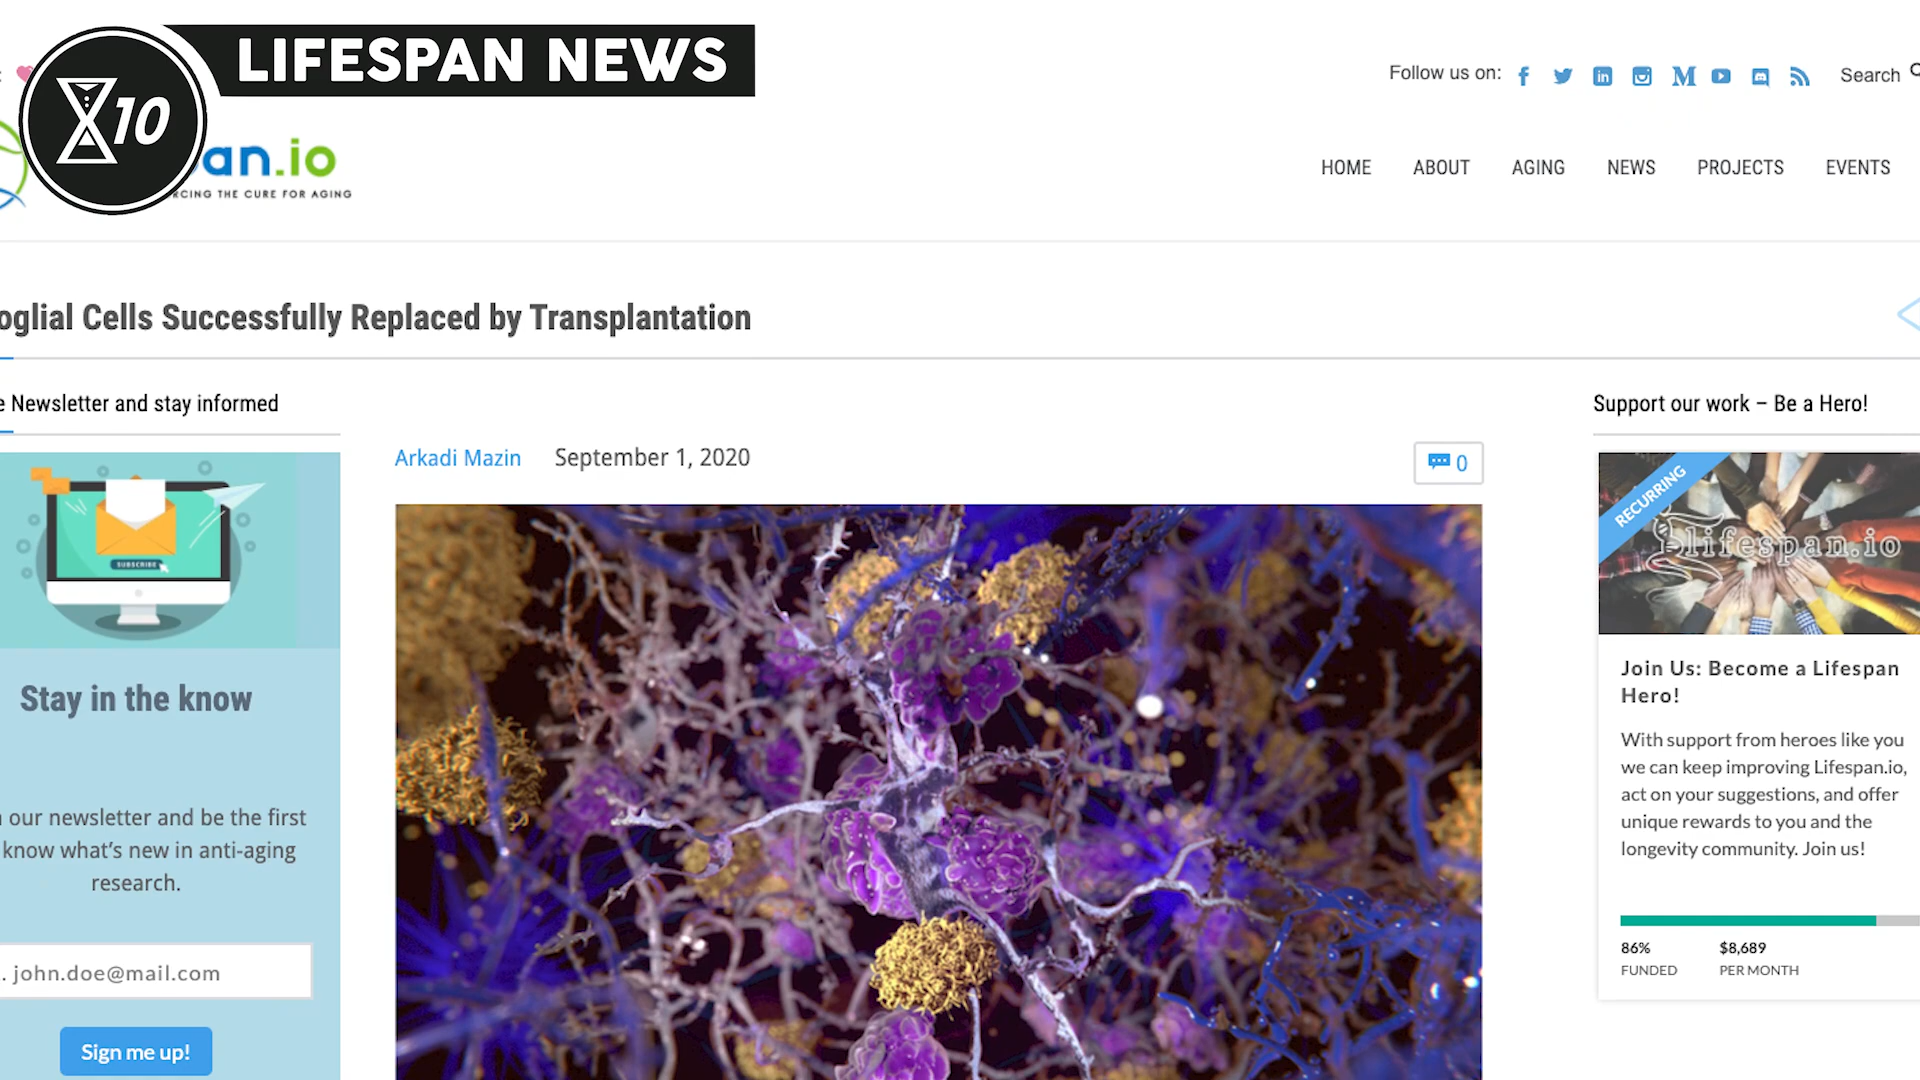 LIFESPAN NEWS
X10
an.io
RCING THE CURE FOR AGING
Follow us on:
Search
HOME ABOUT AGING NEWS PROJECTS EVENTS
oglial Cells Successfully Replaced by Transplantation
e Newsletter and stay informed
SUBSCRIBE
Stay in the know
our newsletter and be the first
know what's new in anti-aging
research.
. john.doe@mail.com
Sign me up!
Arkadi Mazin September 1, 2020
0
Support our work – Be a Hero!
RECURRING
lifespan.io
Join Us: Become a Lifespan
Hero!
With support from heroes like you
we can keep improving Lifespan.io,
act on your suggestions, and offer
unique rewards to you and the
longevity community. Join us!
86% $8,689
FUNDED PER MONTH